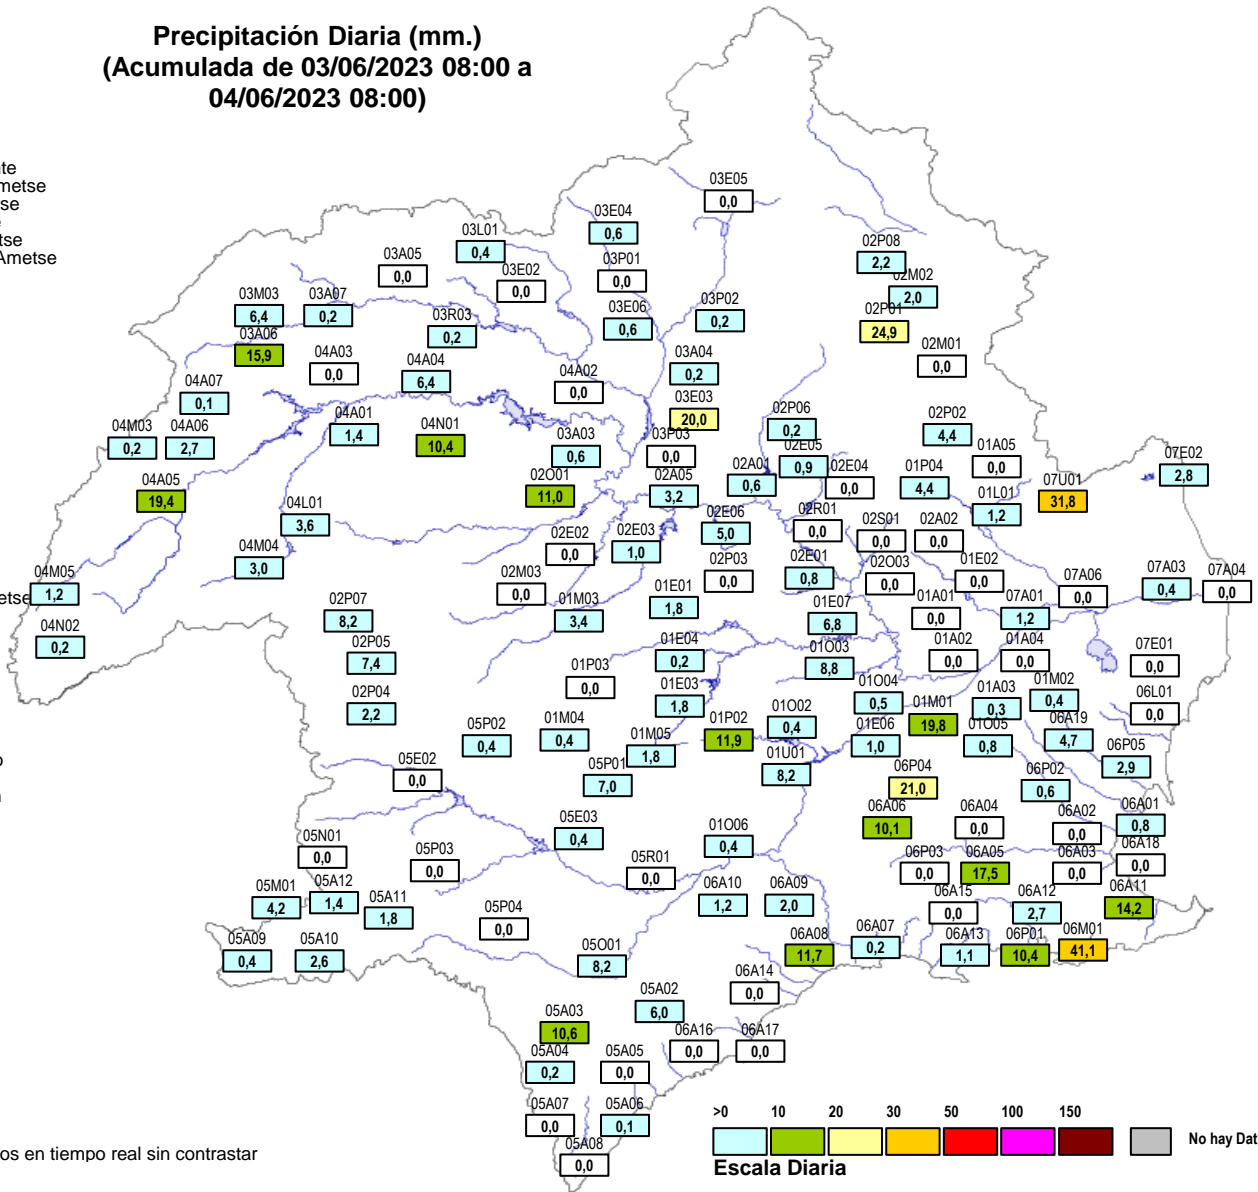 Precipitación Diaria (mm.)
(Acumulada de 03/06/2023 08:00 a
04/06/2023 08:00)
03E05
0,0
03E04
0,6
03L01
0,4
03A05
0,0
03E02
0,0
03P01
0,0
02P08
2,2
02M02
2,0
03M03
6,4
03A07
0,2
03R03
0,2
03E06
0,6
03P02
0,2
02P01
24,9
03A06
15,9
04A03
0,0
04A04
6,4
04A02
0,0
03A04
0,2
02M01
0,0
04A07
0,1
03E03
20,0
04M03
0,2
04A06
2,7
04A01
1,4
04N01
10,4
03A03
0,6
03P03
0,0
02P06
0,2
02P02
4,4
02E05
0,9
02E04
0,0
01A05
0,0
07E02
2,8
04A05
19,4
02O01
11,0
02A05
3,2
02A01
0,6
01P04
4,4
01L01
1,2
07U01
31,8
04L01
3,6
02E06
5,0
02R01
0,0
02S01
0,0
02A02
0,0
04M04
3,0
02E02
0,0
02E03
1,0
02P03
0,0
02E01
0,8
02O03
0,0
01E02
0,0
04M05
1,2
02M03
0,0
01M03
3,4
01E01
1,8
01E07
6,8
01A01
0,0
07A01
1,2
07A06
0,0
07A03
0,4
07A04
0,0
04N02
0,2
02P07
8,2
02P05
7,4
01E04
0,2
01O03
8,8
01A02
0,0
01A04
0,0
07E01
0,0
01P03
0,0
02P04
2,2
01E03
1,8
01O04
0,5
01A03
0,3
01M02
0,4
06L01
0,0
05P02
0,4
01M04
0,4
01M05
1,8
01P02
11,9
01O02
0,4
01E06
1,0
01M01
19,8
01O05
0,8
06A19
4,7
06P05
2,9
05E02
0,0
05P01
7,0
01U01
8,2
06P04
21,0
06P02
0,6
05E03
0,4
01O06
0,4
06A06
10,1
06A04
0,0
06A02
0,0
06A01
0,8
05N01
0,0
05P03
0,0
05R01
0,0
06P03
0,0
06A05
17,5
06A03
0,0
06A18
0,0
05M01
4,2
05A12
1,4
05A11
1,8
05P04
0,0
06A10
1,2
06A09
2,0
06A15
0,0
06A12
2,7
06A11
14,2
05A09
0,4
05A10
2,6
05O01
8,2
06A08
11,7
06A07
0,2
06A13
1,1
06P01
10,4
06M01
41,1
05A02
6,0
06A14
0,0
05A03
10,6
06A16
0,0
06A17
0,0
05A04
0,2
05A05
0,0
05A07
0,0
05A06
0,1
05A08
0,0
>0 10 20 30 50 100 150
No hay Dat
Escala Diaria
os en tiempo real sin contrastar